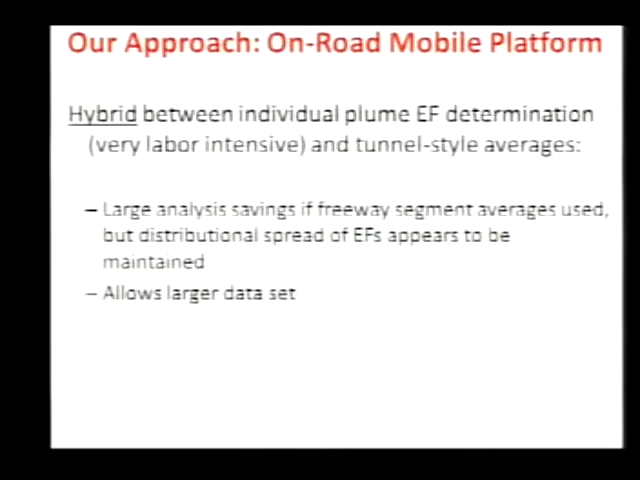 Our Approach: On-Road Mobile Platform
Hybrid between individual plume EF determination
(very labor intensive) and tunnel-style averages:
– Large analysis savings if freeway segment averages used,
but distributional spread of EFs appears to be
maintained
– Allows larger data set